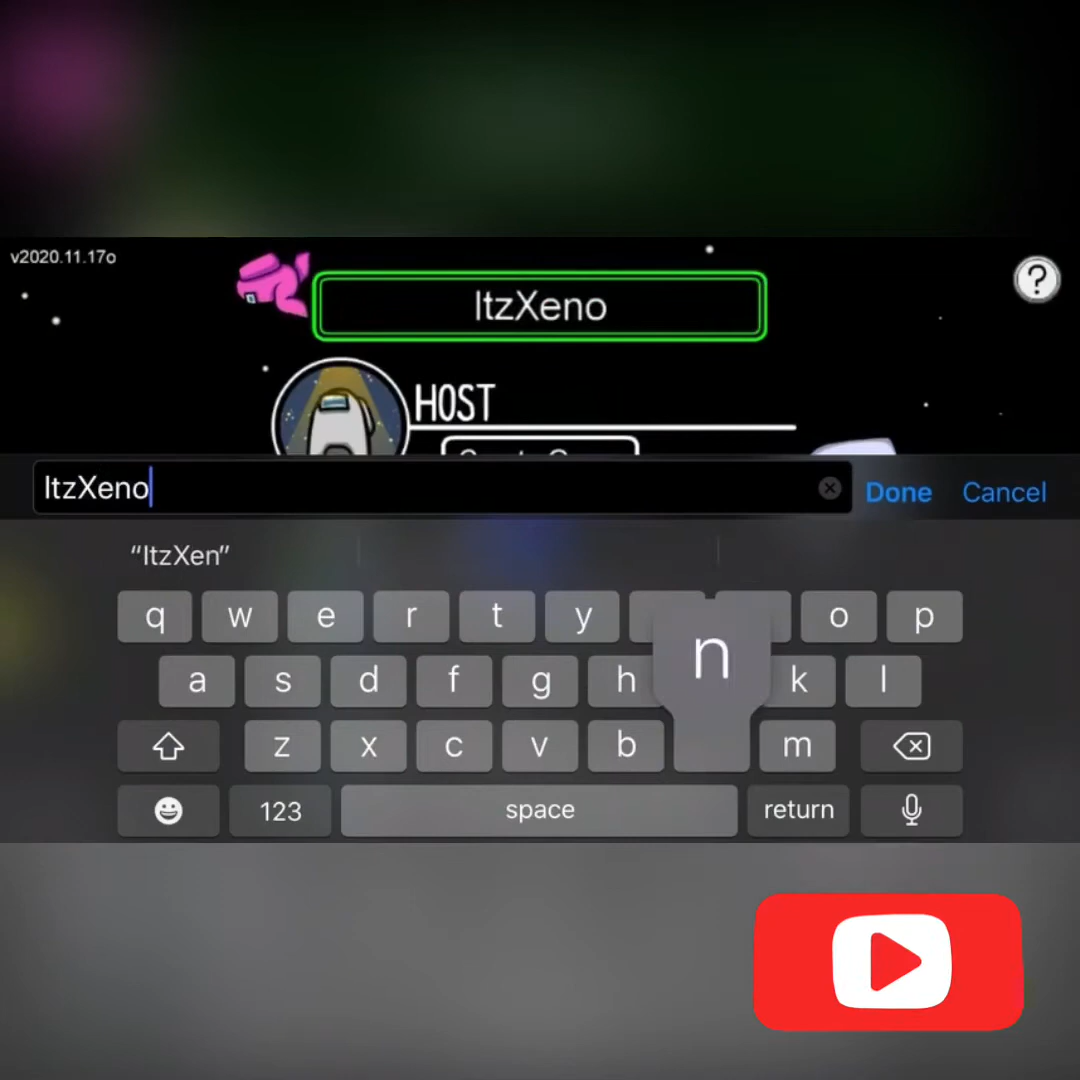 v2020.11.17o
ItzXeno
?
HOST
ItzXeno
Done
Cancel
“ItzXen”
q w e r t y o p
a s d f g h n k l
z x c v b m
123 space return